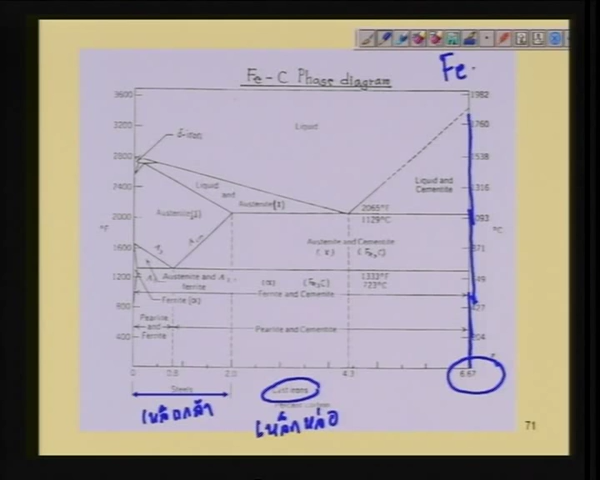 Fe-C Phase diagram
Fe
3600
1982
Liquid
3200
1760
δ-iron
2800
1538
Liquid
and
Austenite(γ)
Liquid and
Cementite
2400
1316
Austenite(γ)
2065°F
1129°C
2000
1093
°F
°C
Austenite and Cementite
(γ) (Fe₃C)
1600
871
Austenite and
ferrite
(α) (Fe₃C)
1333°F
723°C
1200
649
Ferrite and Cementite
Ferrite(α)
800
427
Pearlite
and
Ferrite
Pearlite and Cementite
400
204
0 0.8 2.0 4.3 6.67
Steels
Cast irons
เหล็กกล้า
เหล็กหล่อ
71